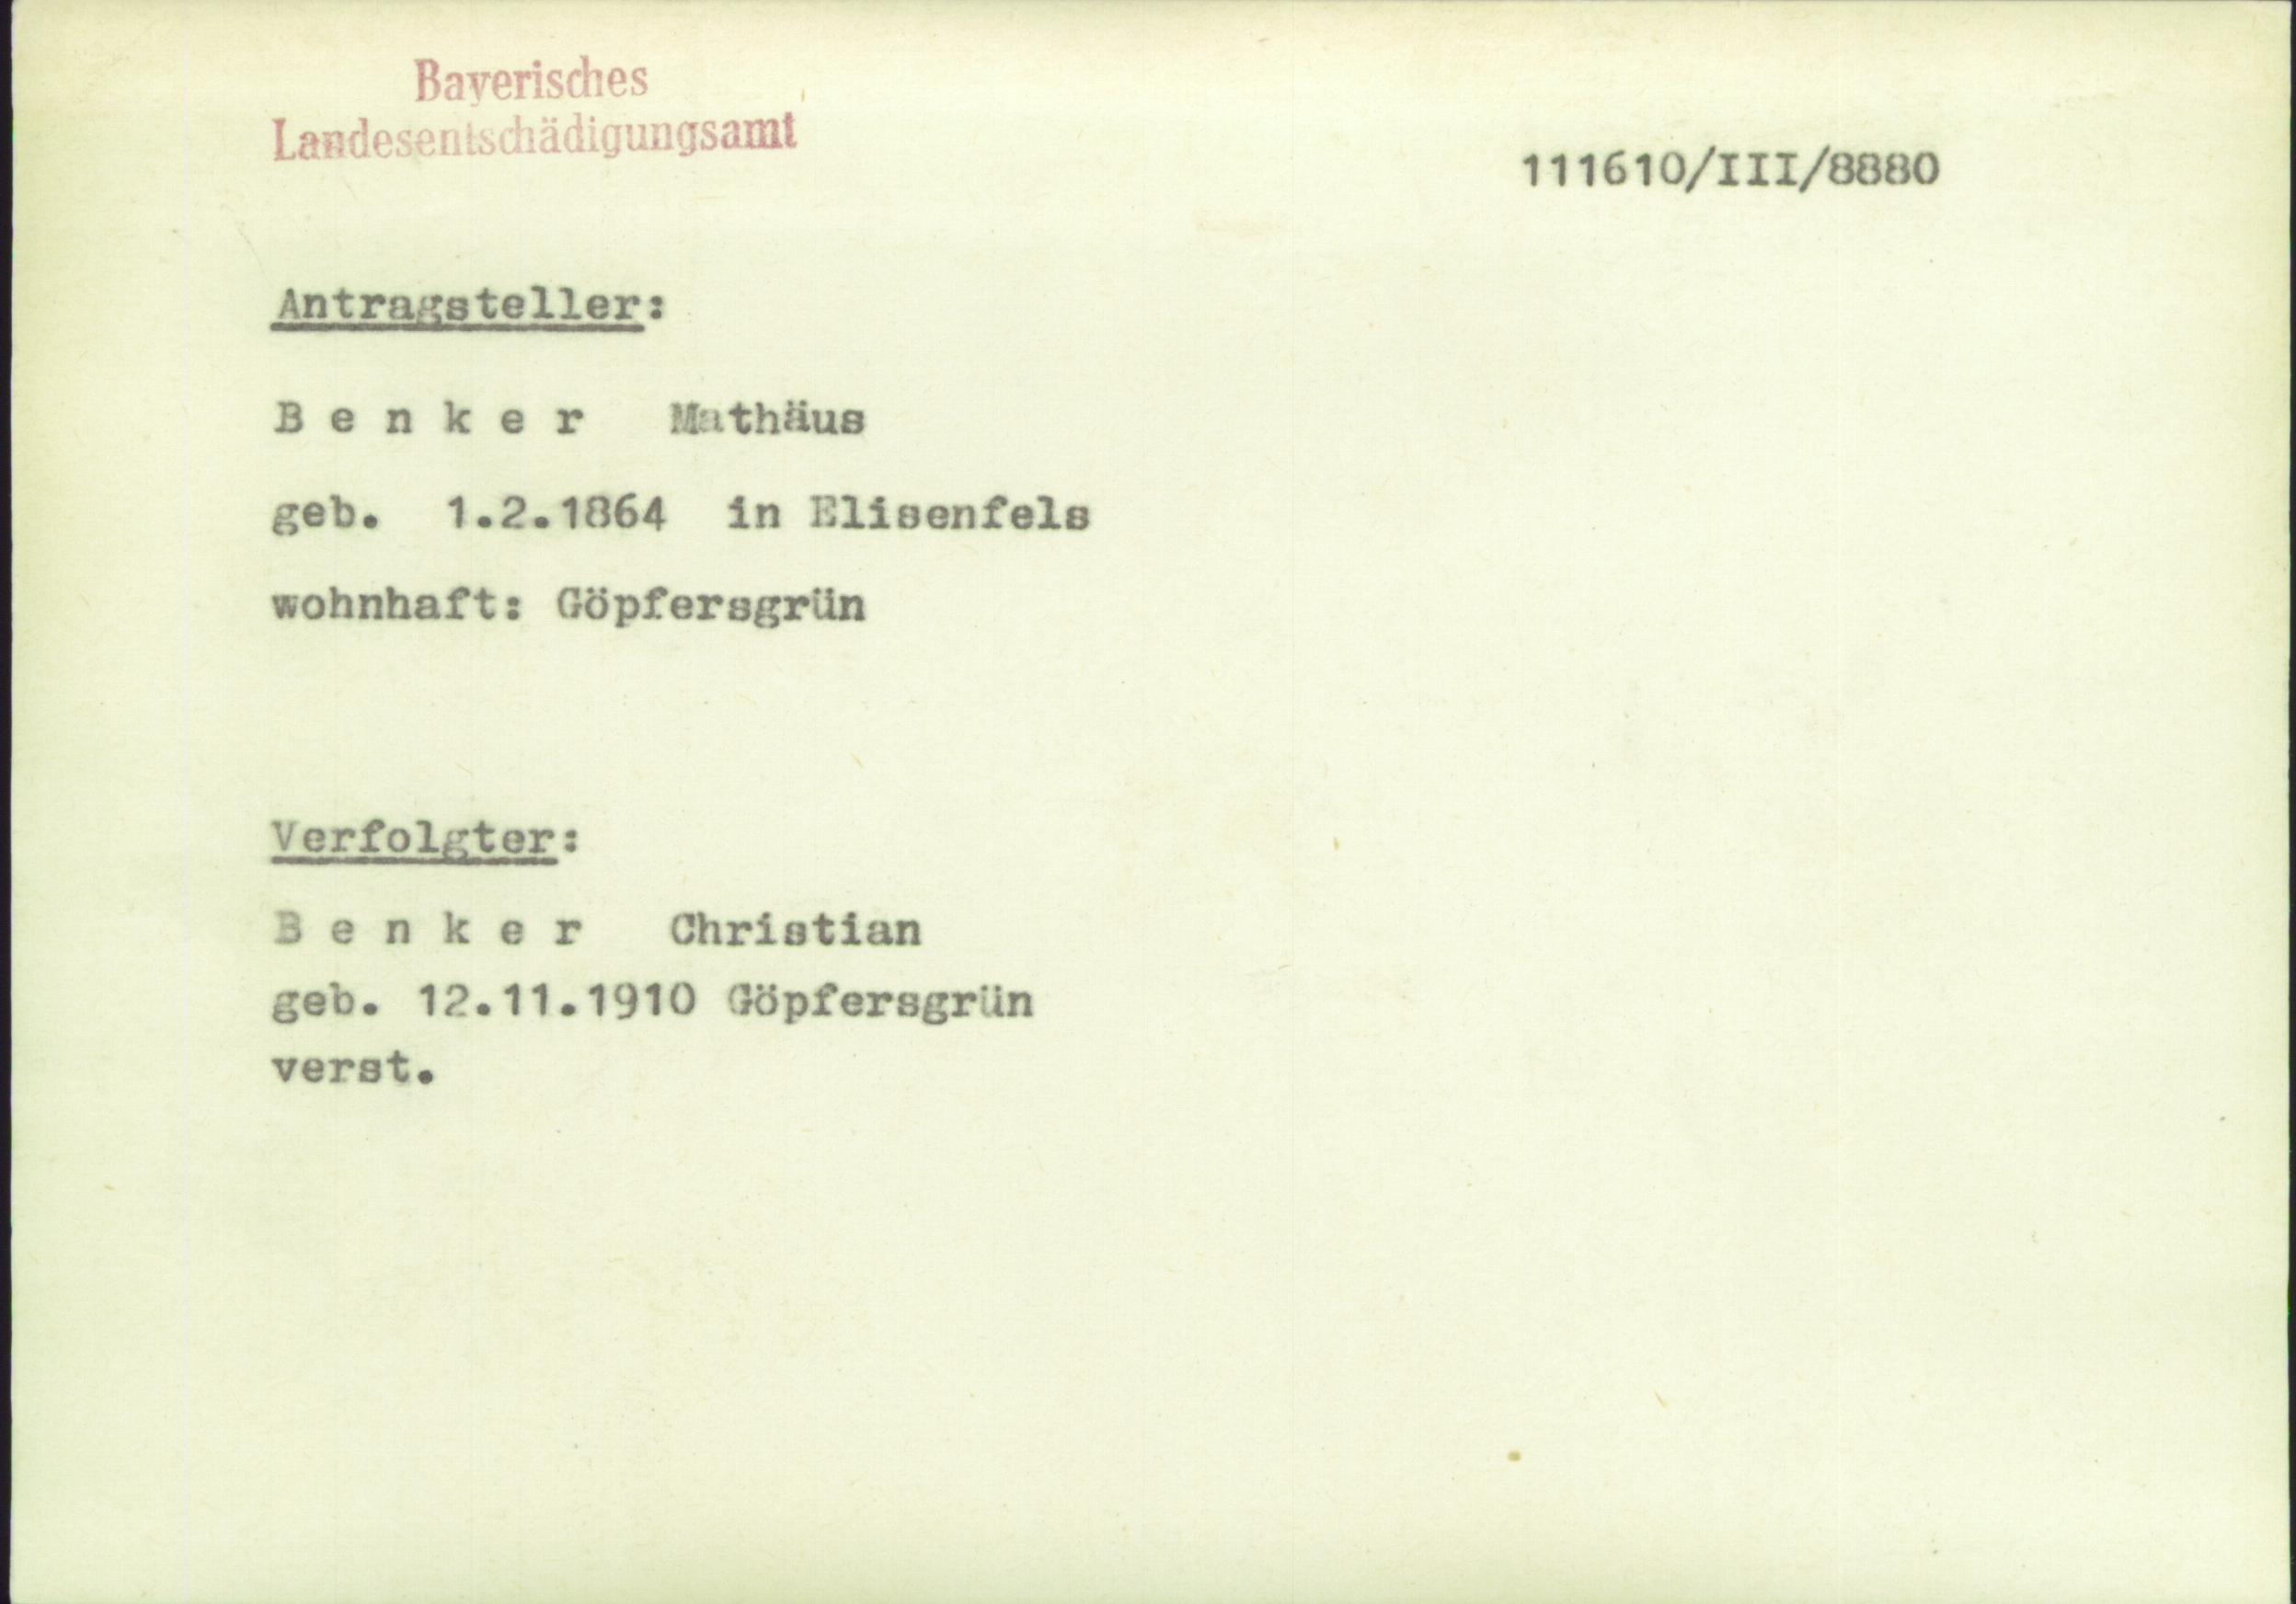 Bayerisches
Landesentschädigungsamt
111610/III/8880
Antragsteller:
B e n k e r Mathäus
geb. 1.2.1864 in Elisenfels
wohnhaft: Göpfersgrün
Verfolgter:
B e n k e r Christian
geb. 12.11.1910 Göpfersgrün
verst.